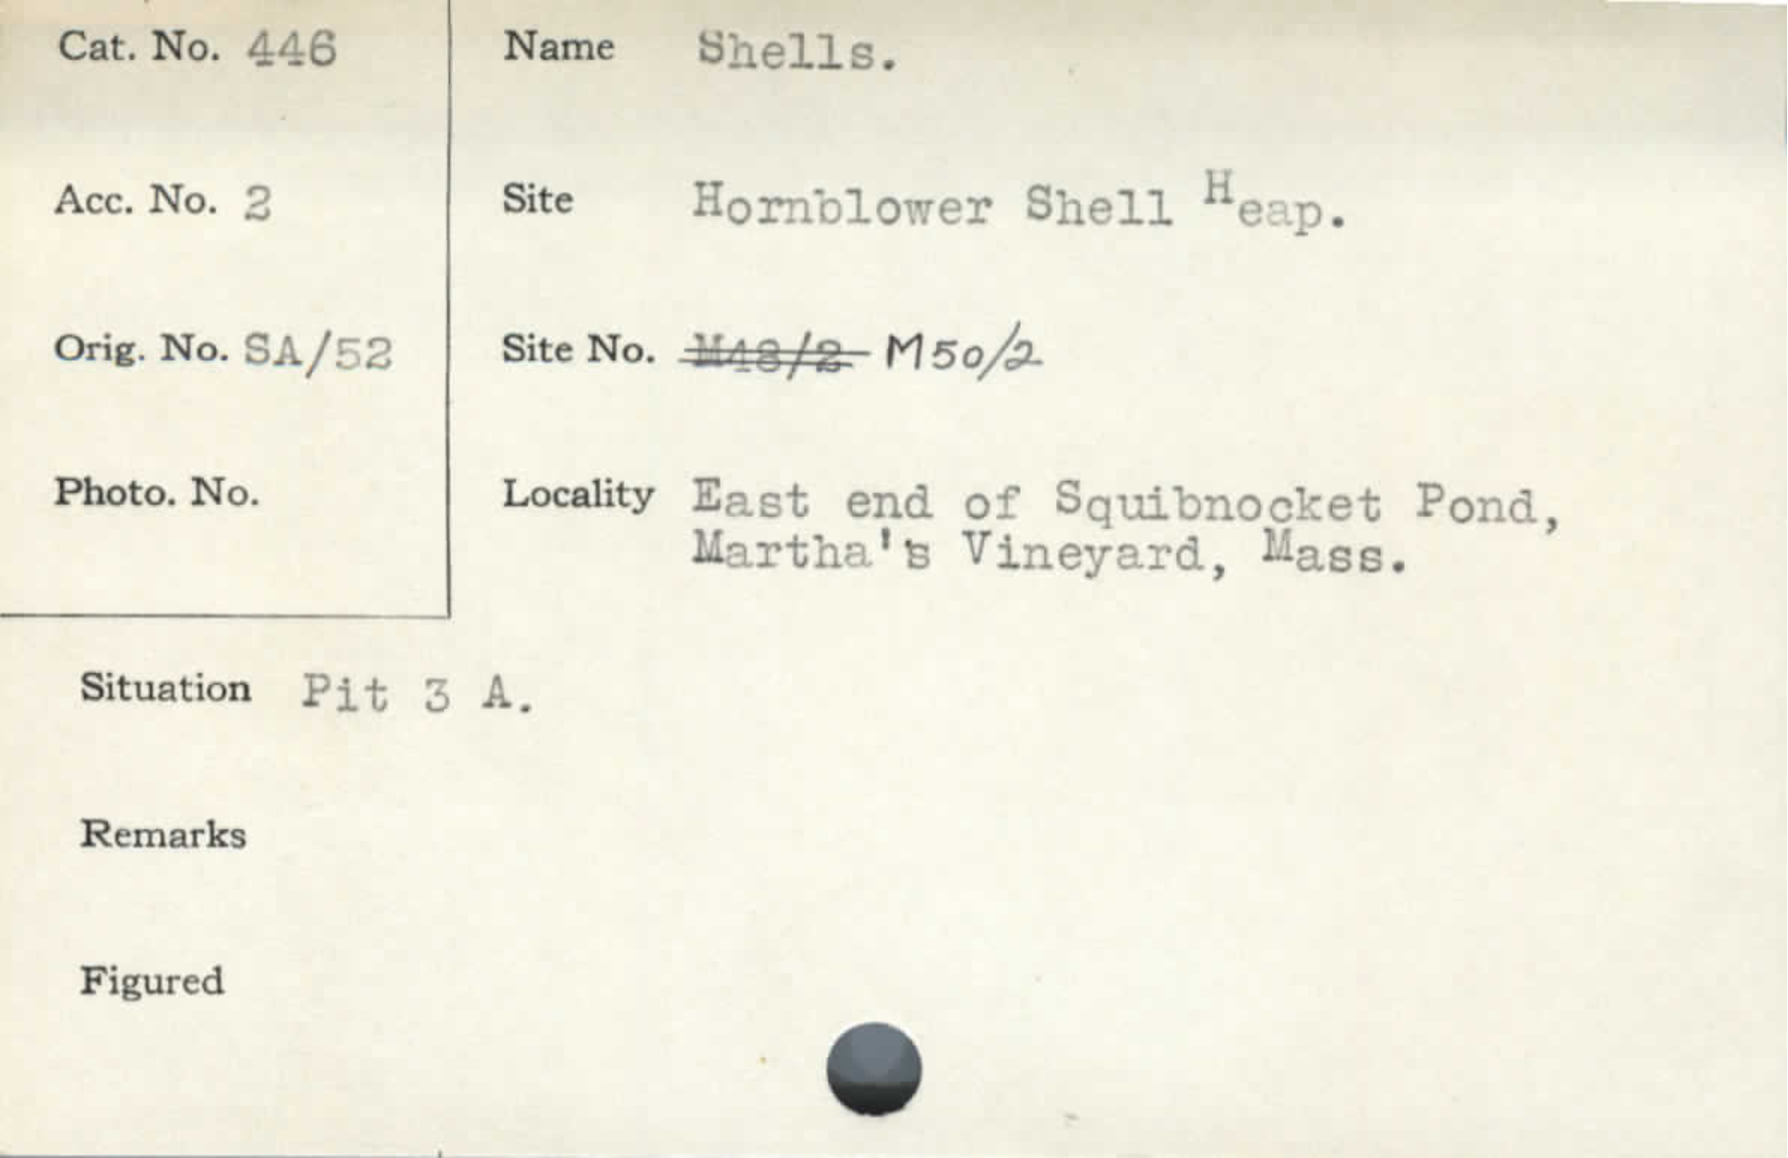 Cat. No. 446
Name Shells.
Acc. No. 2
Site Hornblower Shell Heap.
Orig. No. SA/52
Site No. M48/2 M50/2
Photo. No.
Locality East end of Squibnocket Pond,
Martha's Vineyard, Mass.
Situation Pit 3 A.
Remarks
Figured